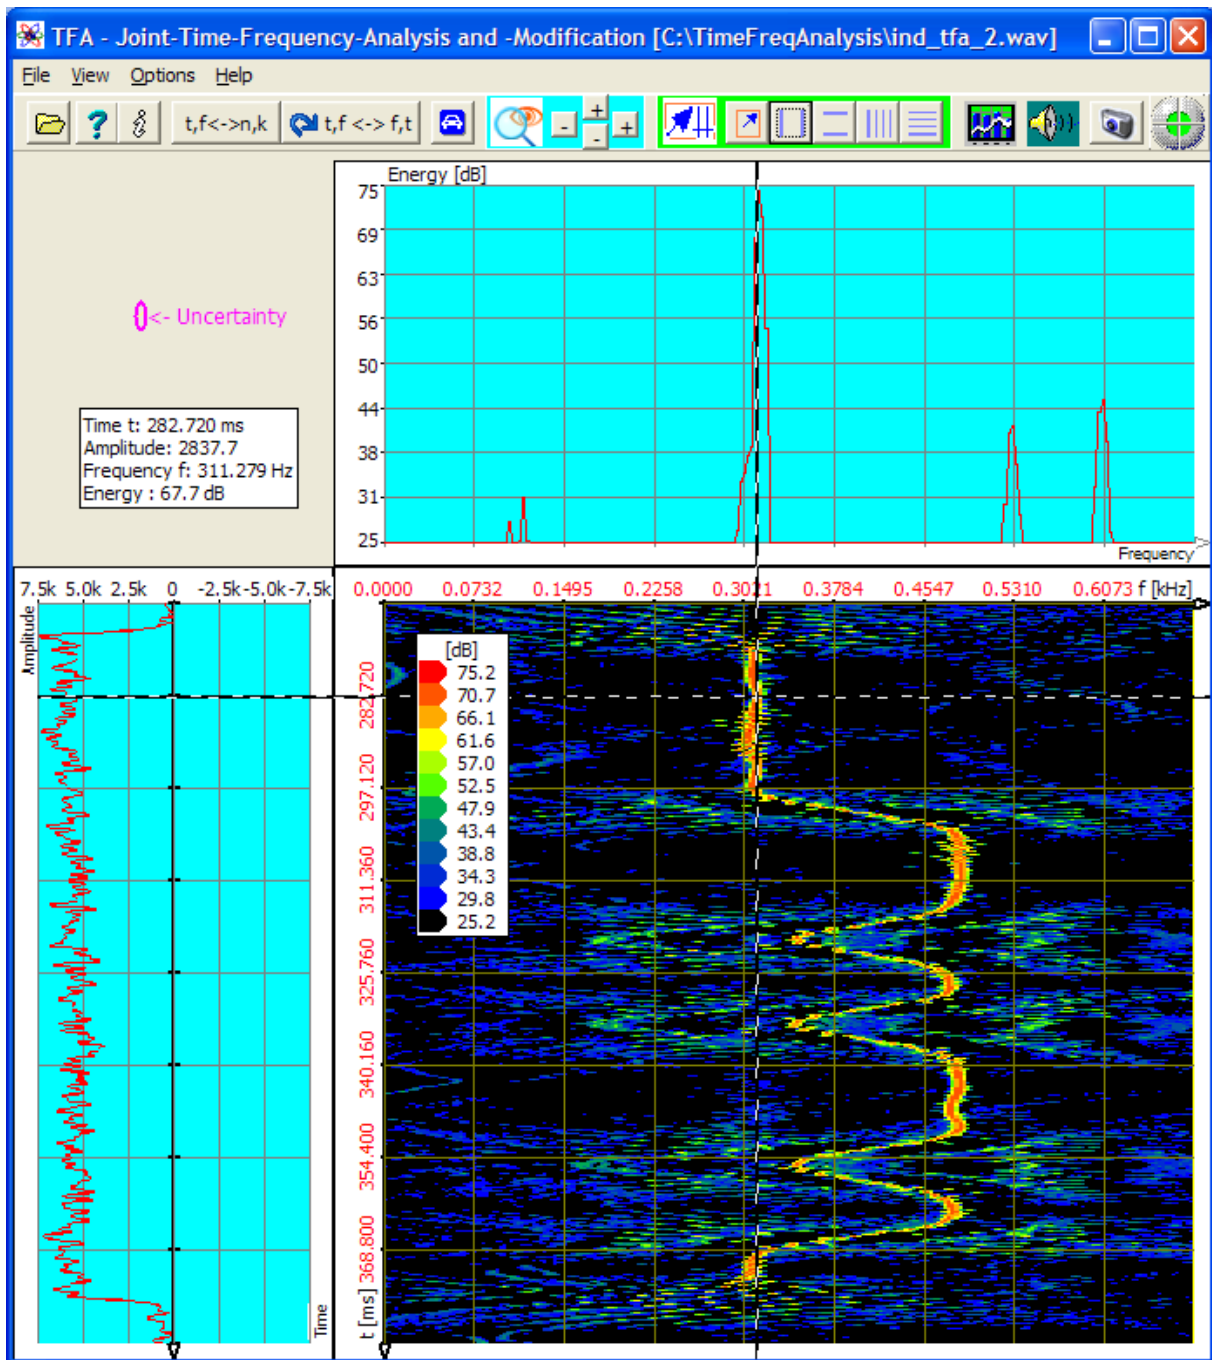 TFA - Joint-Time-Frequency-Analysis and -Modification [C:\TimeFreqAnalysis\ind_tfa_2.wav]
File View Options Help
t,f<->n,k t,f <-> f,t - + - +
Energy [dB]
75
69
63
56
50
44
38
31
25
Frequency
<- Uncertainty
Time t: 282.720 ms
Amplitude: 2837.7
Frequency f: 311.279 Hz
Energy : 67.7 dB
7.5k 5.0k 2.5k 0 -2.5k -5.0k -7.5k
Amplitude
Time
0.0000 0.0732 0.1495 0.2258 0.3021 0.3784 0.4547 0.5310 0.6073 f [kHz]
[dB]
75.2
70.7
66.1
61.6
57.0
52.5
47.9
43.4
38.8
34.3
29.8
25.2
282.720
297.120
311.360
325.760
340.160
354.400
368.800
t [ms]